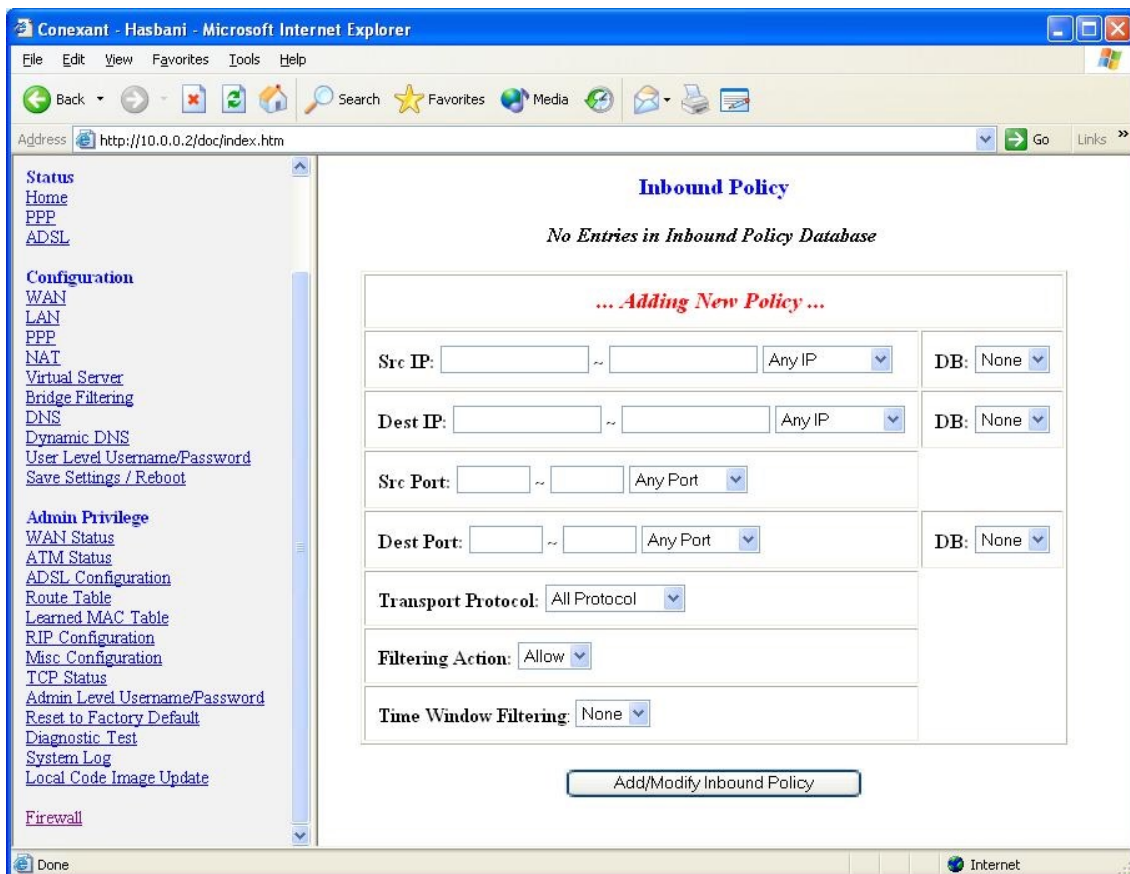 Conexant - Hasbani - Microsoft Internet Explorer
File Edit View Favorites Tools Help
Back Search Favorites Media
Address http://10.0.0.2/doc/index.htm Go Links »
Status
Home
PPP
ADSL
Configuration
WAN
LAN
PPP
NAT
Virtual Server
Bridge Filtering
DNS
Dynamic DNS
User Level Username/Password
Save Settings / Reboot
Admin Privilege
WAN Status
ATM Status
ADSL Configuration
Route Table
Learned MAC Table
RIP Configuration
Misc Configuration
TCP Status
Admin Level Username/Password
Reset to Factory Default
Diagnostic Test
System Log
Local Code Image Update
Firewall
Inbound Policy
No Entries in Inbound Policy Database
... Adding New Policy ...
Src IP: ~ Any IP DB: None
Dest IP: ~ Any IP DB: None
Src Port: ~ Any Port
Dest Port: ~ Any Port DB: None
Transport Protocol: All Protocol
Filtering Action: Allow
Time Window Filtering: None
Add/Modify Inbound Policy
Done Internet